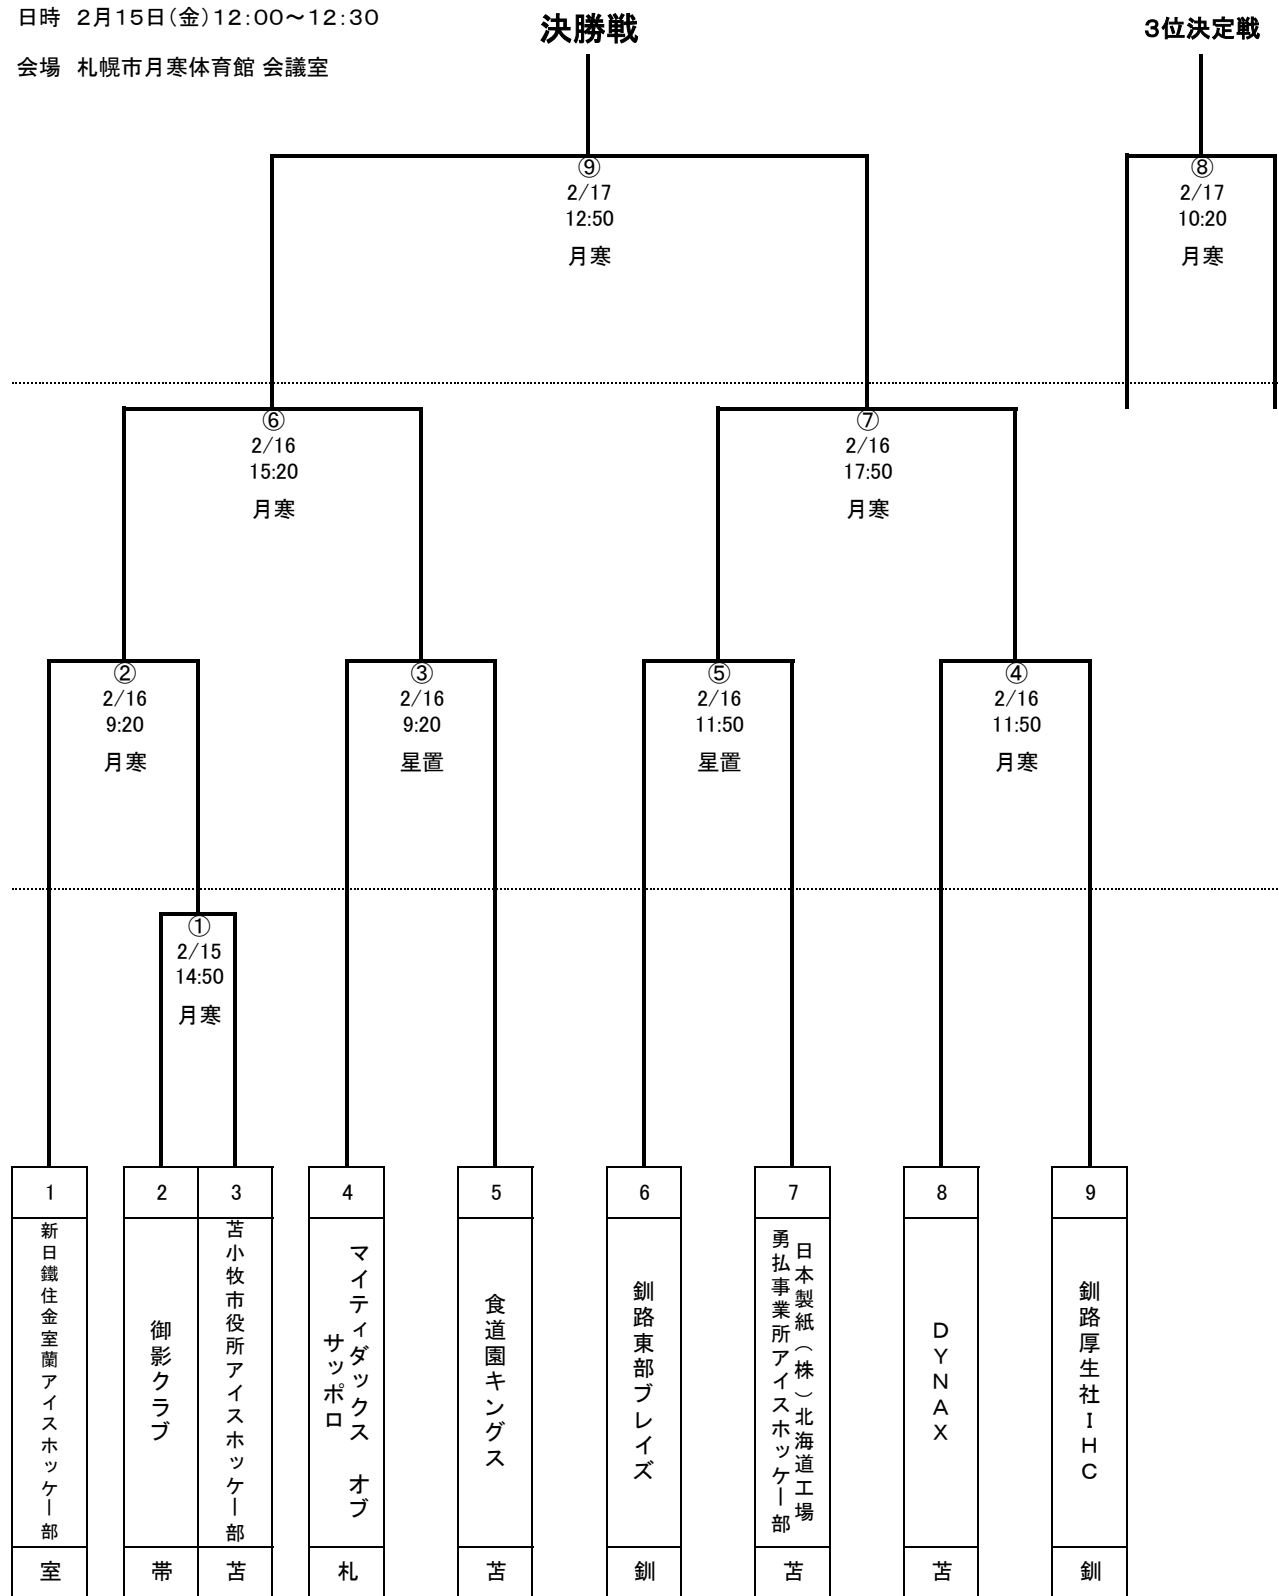 日時 2月15日(金)12:00～12:30
会場 札幌市月寒体育館 会議室
決勝戦
3位決定戦
⑨
2/17
12:50
月寒
⑧
2/17
10:20
月寒
⑥
2/16
15:20
月寒
⑦
2/16
17:50
月寒
②
2/16
9:20
月寒
③
2/16
9:20
星置
⑤
2/16
11:50
星置
④
2/16
11:50
月寒
①
2/15
14:50
月寒
1
新日鐵住金室蘭アイスホッケー部
室
2
御影クラブ
帯
3
苫小牧市役所アイスホッケー部
苫
4
マイティダックス オブ
サッポロ
札
5
食道園キングス
苫
6
釧路東部ブレイズ
釧
7
日本製紙(株)北海道工場
勇払事業所アイスホッケー部
苫
8
DYNAX
苫
9
釧路厚生社IHC
釧